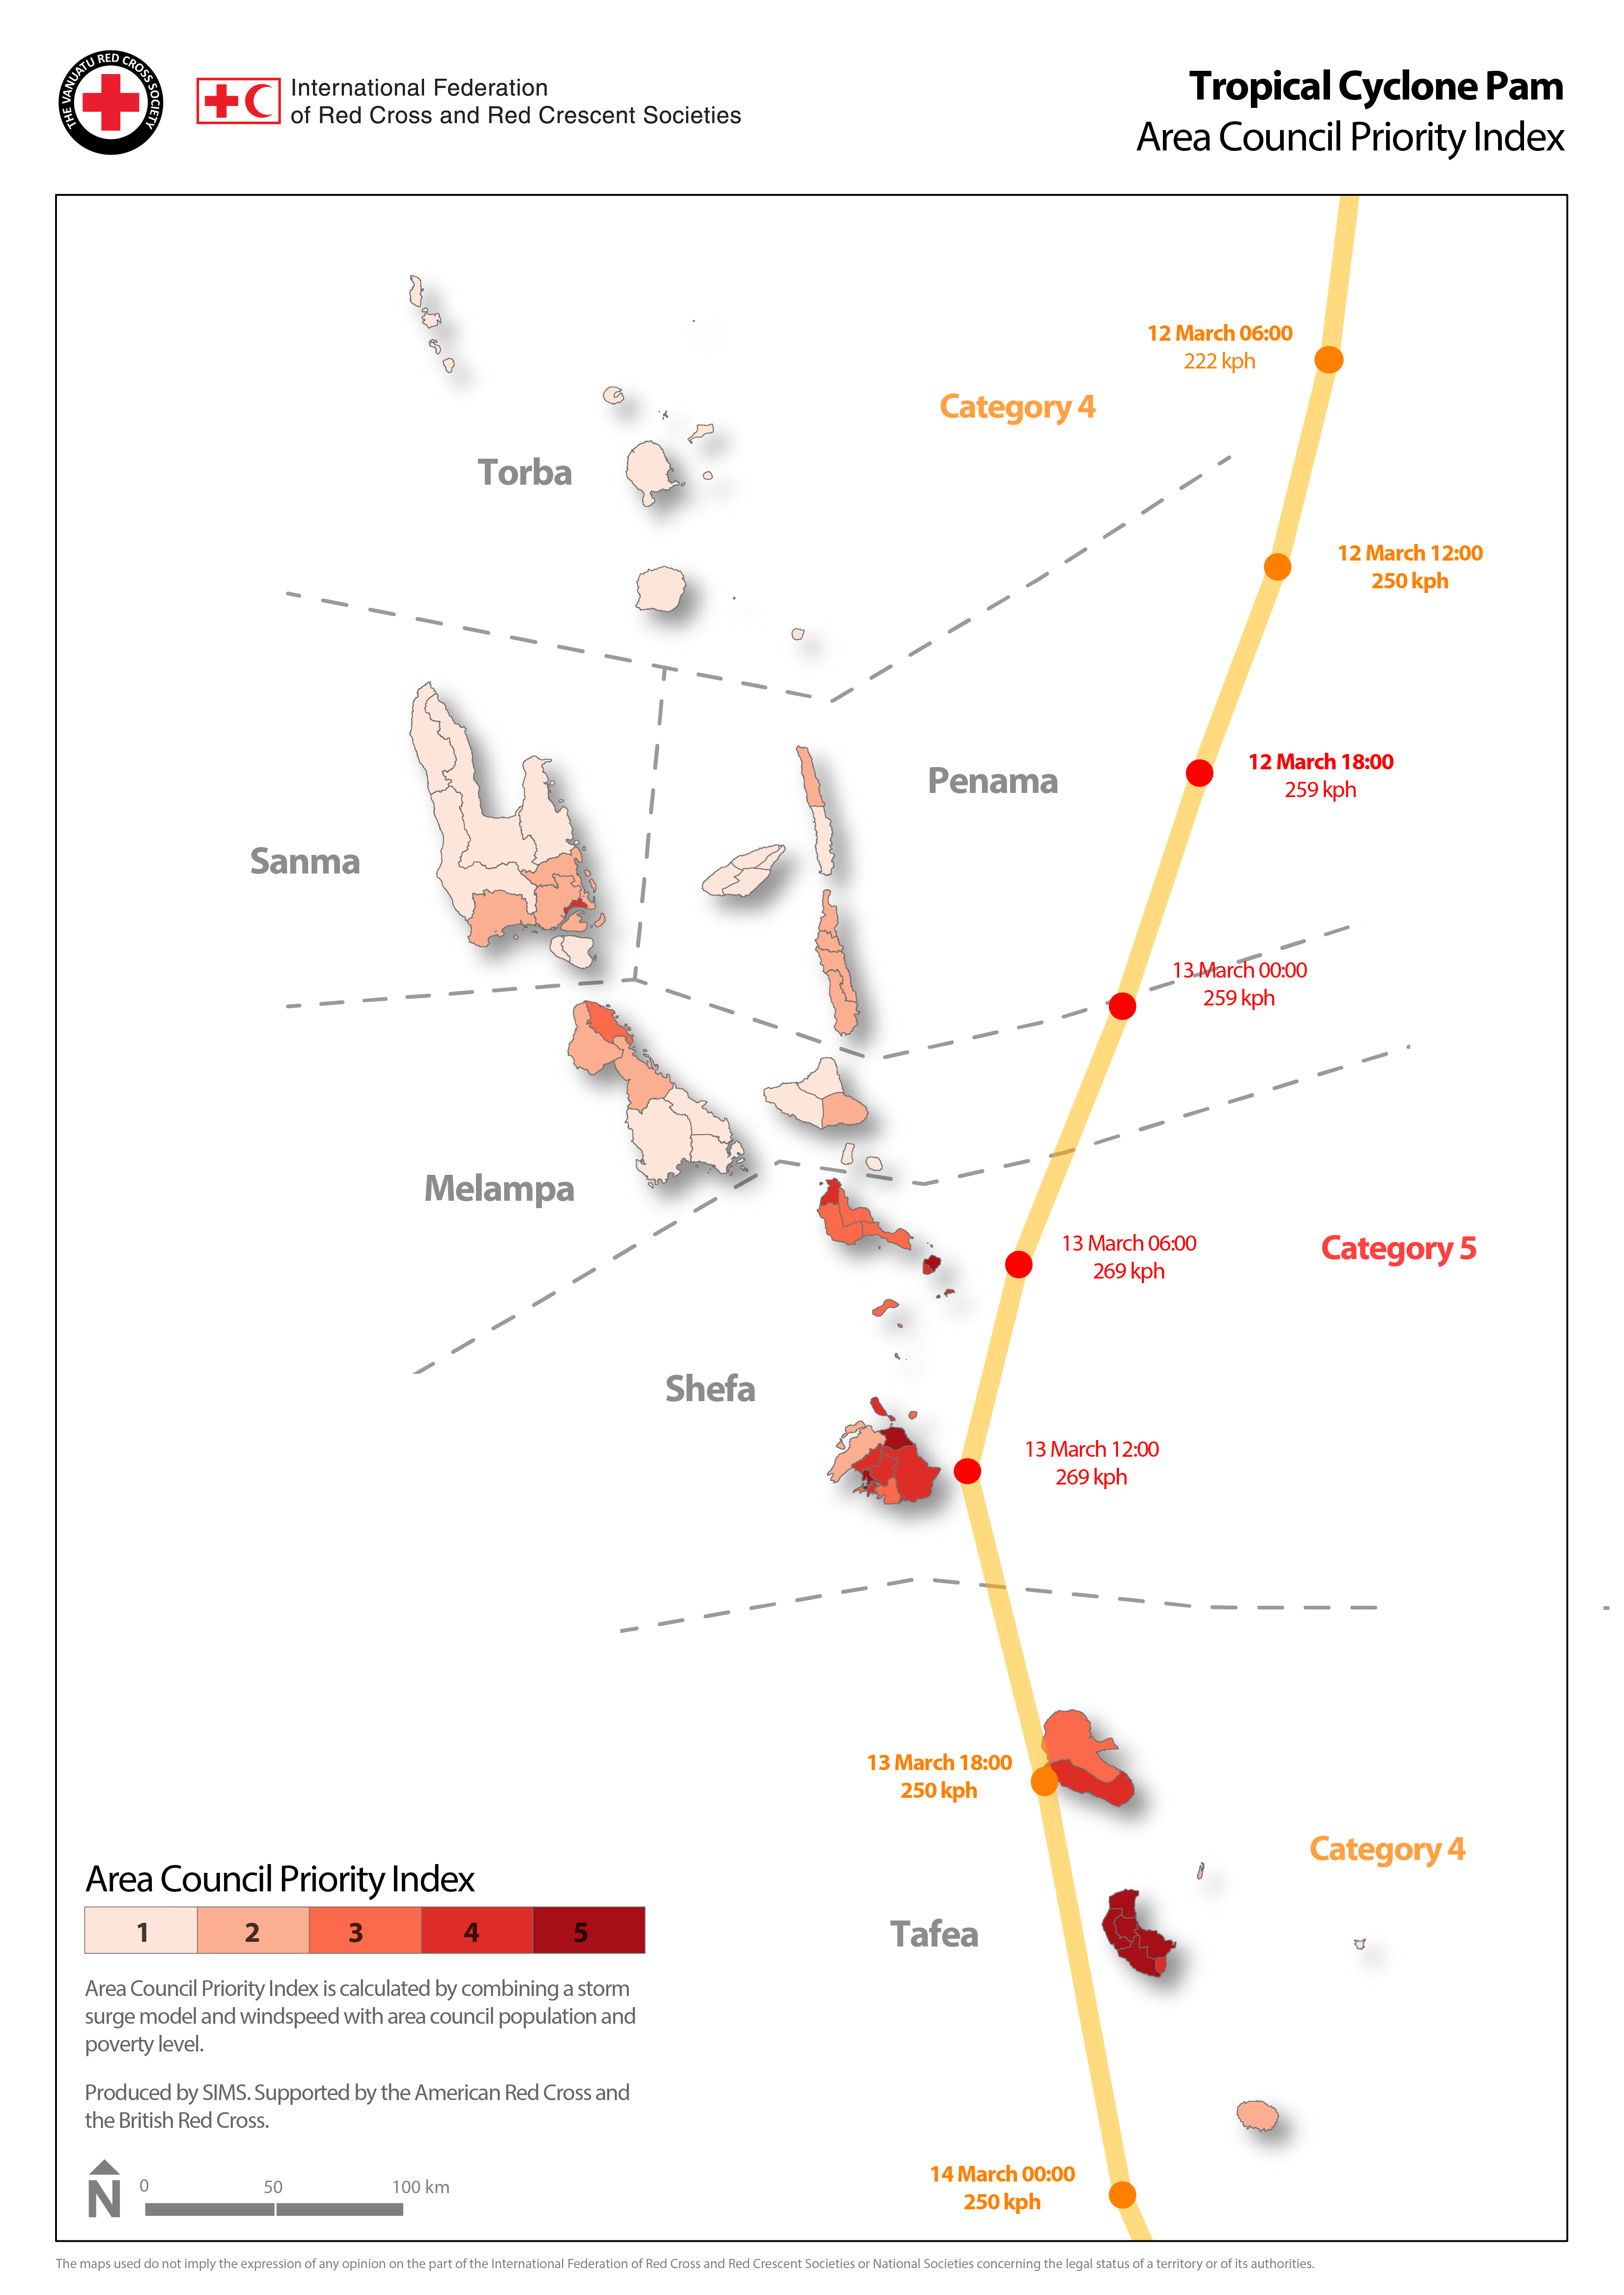 THE VANUATU RED CROSS SOCIETY
International Federation
of Red Cross and Red Crescent Societies
Tropical Cyclone Pam
Area Council Priority Index
12 March 06:00
222 kph
Category 4
Torba
12 March 12:00
250 kph
12 March 18:00
259 kph
Penama
Sanma
13 March 00:00
259 kph
Melampa
13 March 06:00
269 kph
Category 5
Shefa
13 March 12:00
269 kph
13 March 18:00
250 kph
Category 4
Tafea
Area Council Priority Index
1 2 3 4 5
Area Council Priority Index is calculated by combining a storm
surge model and windspeed with area council population and
poverty level.
Produced by SIMS. Supported by the American Red Cross and
the British Red Cross.
N
0 50 100 km
14 March 00:00
250 kph
The maps used do not imply the expression of any opinion on the part of the International Federation of Red Cross and Red Crescent Societies or National Societies concerning the legal status of a territory or of its authorities.